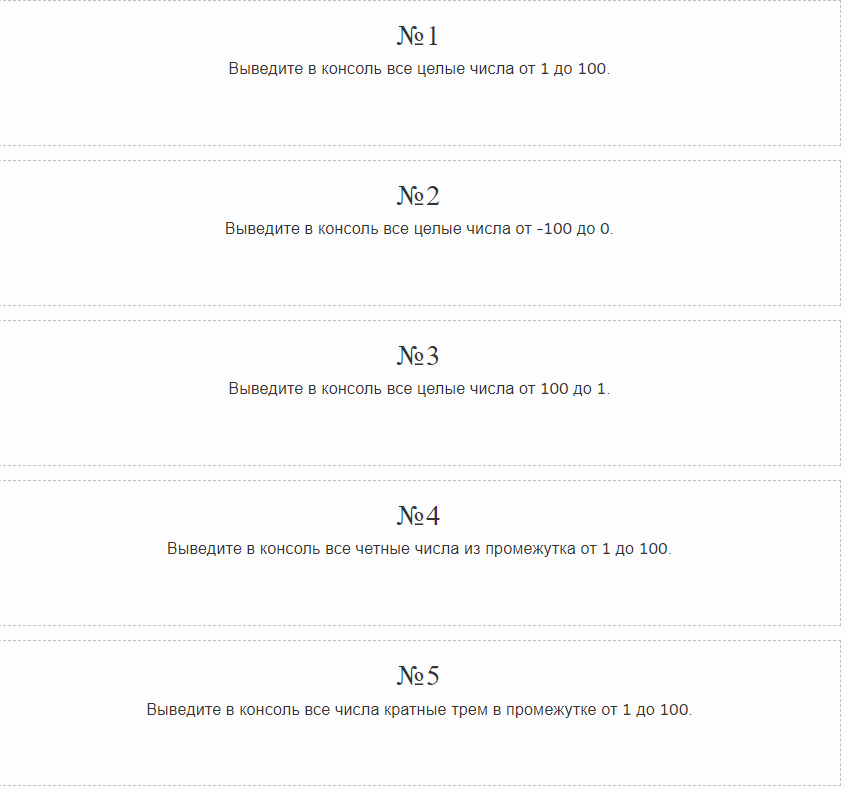 №1
Выведите в консоль все целые числа от 1 до 100.
№2
Выведите в консоль все целые числа от -100 до 0.
№3
Выведите в консоль все целые числа от 100 до 1.
№4
Выведите в консоль все четные числа из промежутка от 1 до 100.
№5
Выведите в консоль все числа кратные трем в промежутке от 1 до 100.